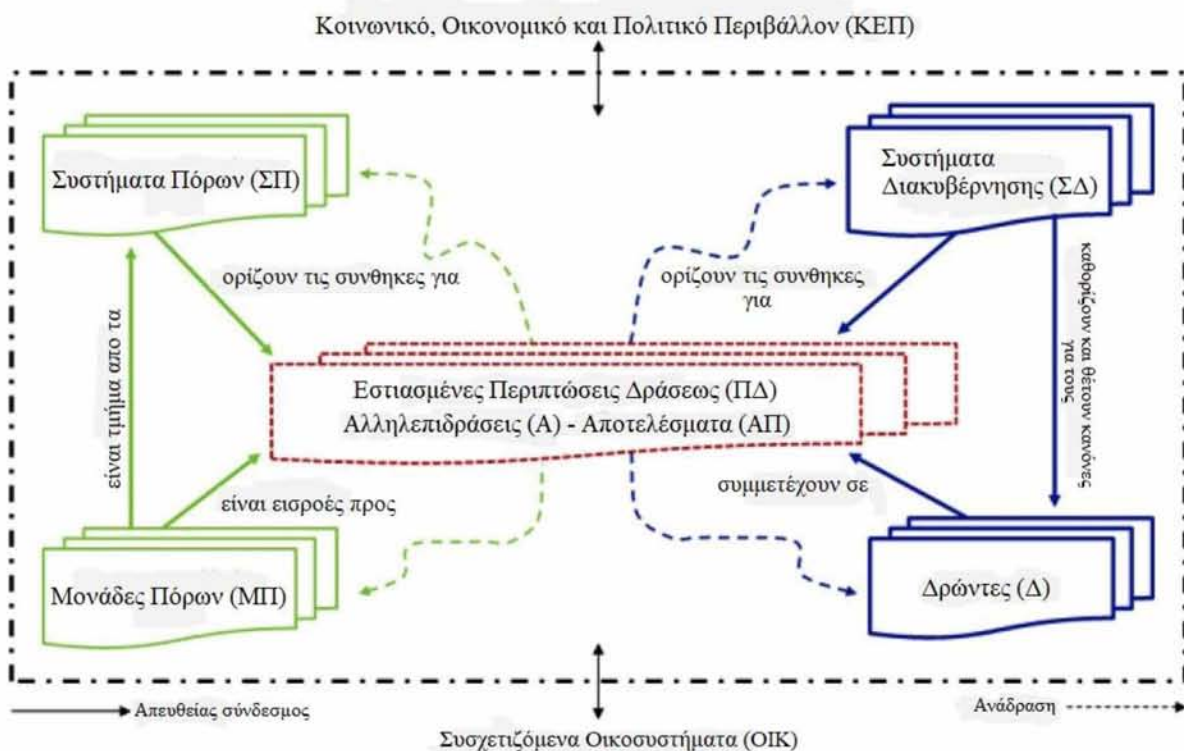 Κοινωνικό, Οικονομικό και Πολιτικό Περιβάλλον (ΚΕΠ)
Συστήματα Πόρων (ΣΠ)
Συστήματα
Διακυβέρνησης (ΣΔ)
ορίζουν τις συνθηκες για
ορίζουν τις συνθηκες
για
είναι τμήμα απο τα
καθορίζουν και θέτουν κανόνες
για τους
Εστιασμένες Περιπτώσεις Δράσεως (ΠΔ)
Αλληλεπιδράσεις (Α) - Αποτελέσματα (ΑΠ)
είναι εισροές προς
συμμετέχουν σε
Μονάδες Πόρων (ΜΠ)
Δρώντες (Δ)
Απευθείας σύνδεσμος
Ανάδραση
Συσχετιζόμενα Οικοσυστήματα (ΟΙΚ)